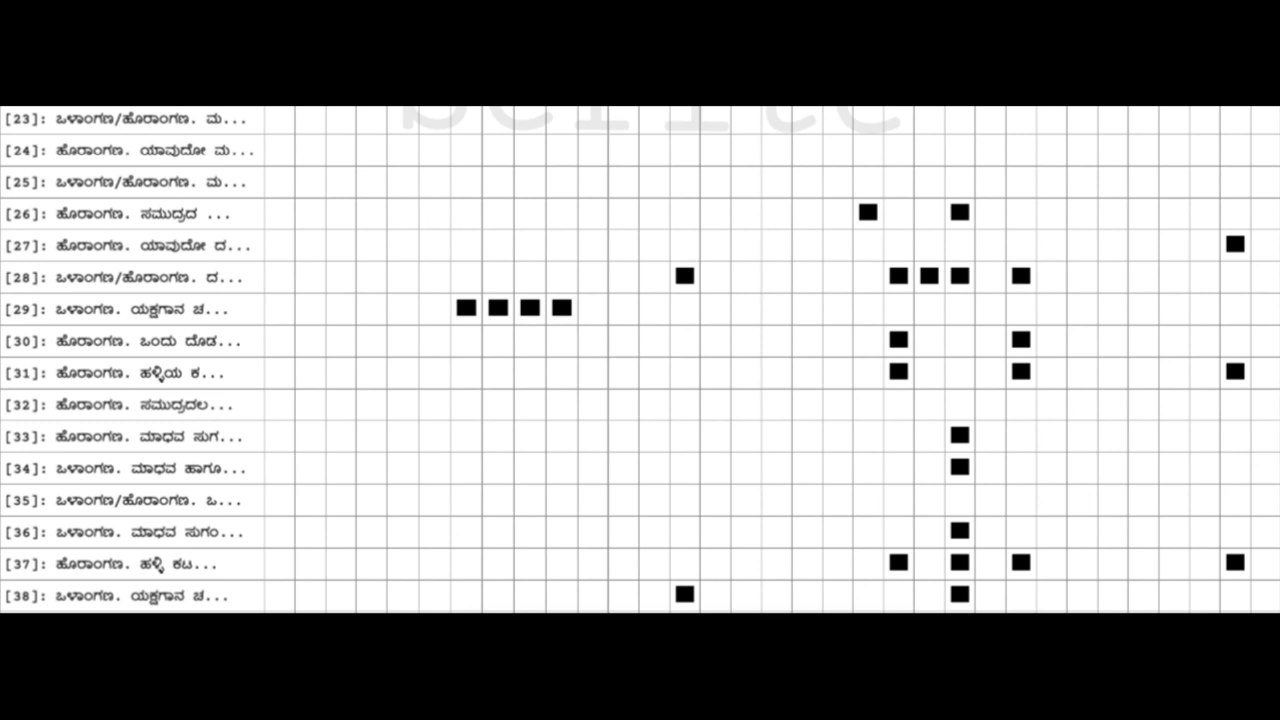 scrite
[23]: ಒಳಾಂಗಣ/ಹೊರಾಂಗಣ. ಮ...
[24]: ಹೊರಾಂಗಣ. ಯಾವುದೋ ಮ...
[25]: ಒಳಾಂಗಣ/ಹೊರಾಂಗಣ. ಮ...
[26]: ಹೊರಾಂಗಣ. ಸಮುದ್ರದ ...
[27]: ಹೊರಾಂಗಣ. ಯಾವುದೋ ದ...
[28]: ಒಳಾಂಗಣ/ಹೊರಾಂಗಣ. ದ...
[29]: ಒಳಾಂಗಣ. ಯಕ್ಷಗಾನ ಚ...
[30]: ಹೊರಾಂಗಣ. ಒಂದು ದೊಡ...
[31]: ಹೊರಾಂಗಣ. ಹಳ್ಳಿಯ ಕ...
[32]: ಹೊರಾಂಗಣ. ಸಮುದ್ರದಲ...
[33]: ಹೊರಾಂಗಣ. ಮಾಧವ ಸುಗ...
[34]: ಒಳಾಂಗಣ. ಮಾಧವ ಹಾಗೂ...
[35]: ಒಳಾಂಗಣ/ಹೊರಾಂಗಣ. ಒ...
[36]: ಒಳಾಂಗಣ. ಮಾಧವ ಸುಗಂ...
[37]: ಹೊರಾಂಗಣ. ಹಳ್ಳಿ ಕಟ...
[38]: ಒಳಾಂಗಣ. ಯಕ್ಷಗಾನ ಚ...